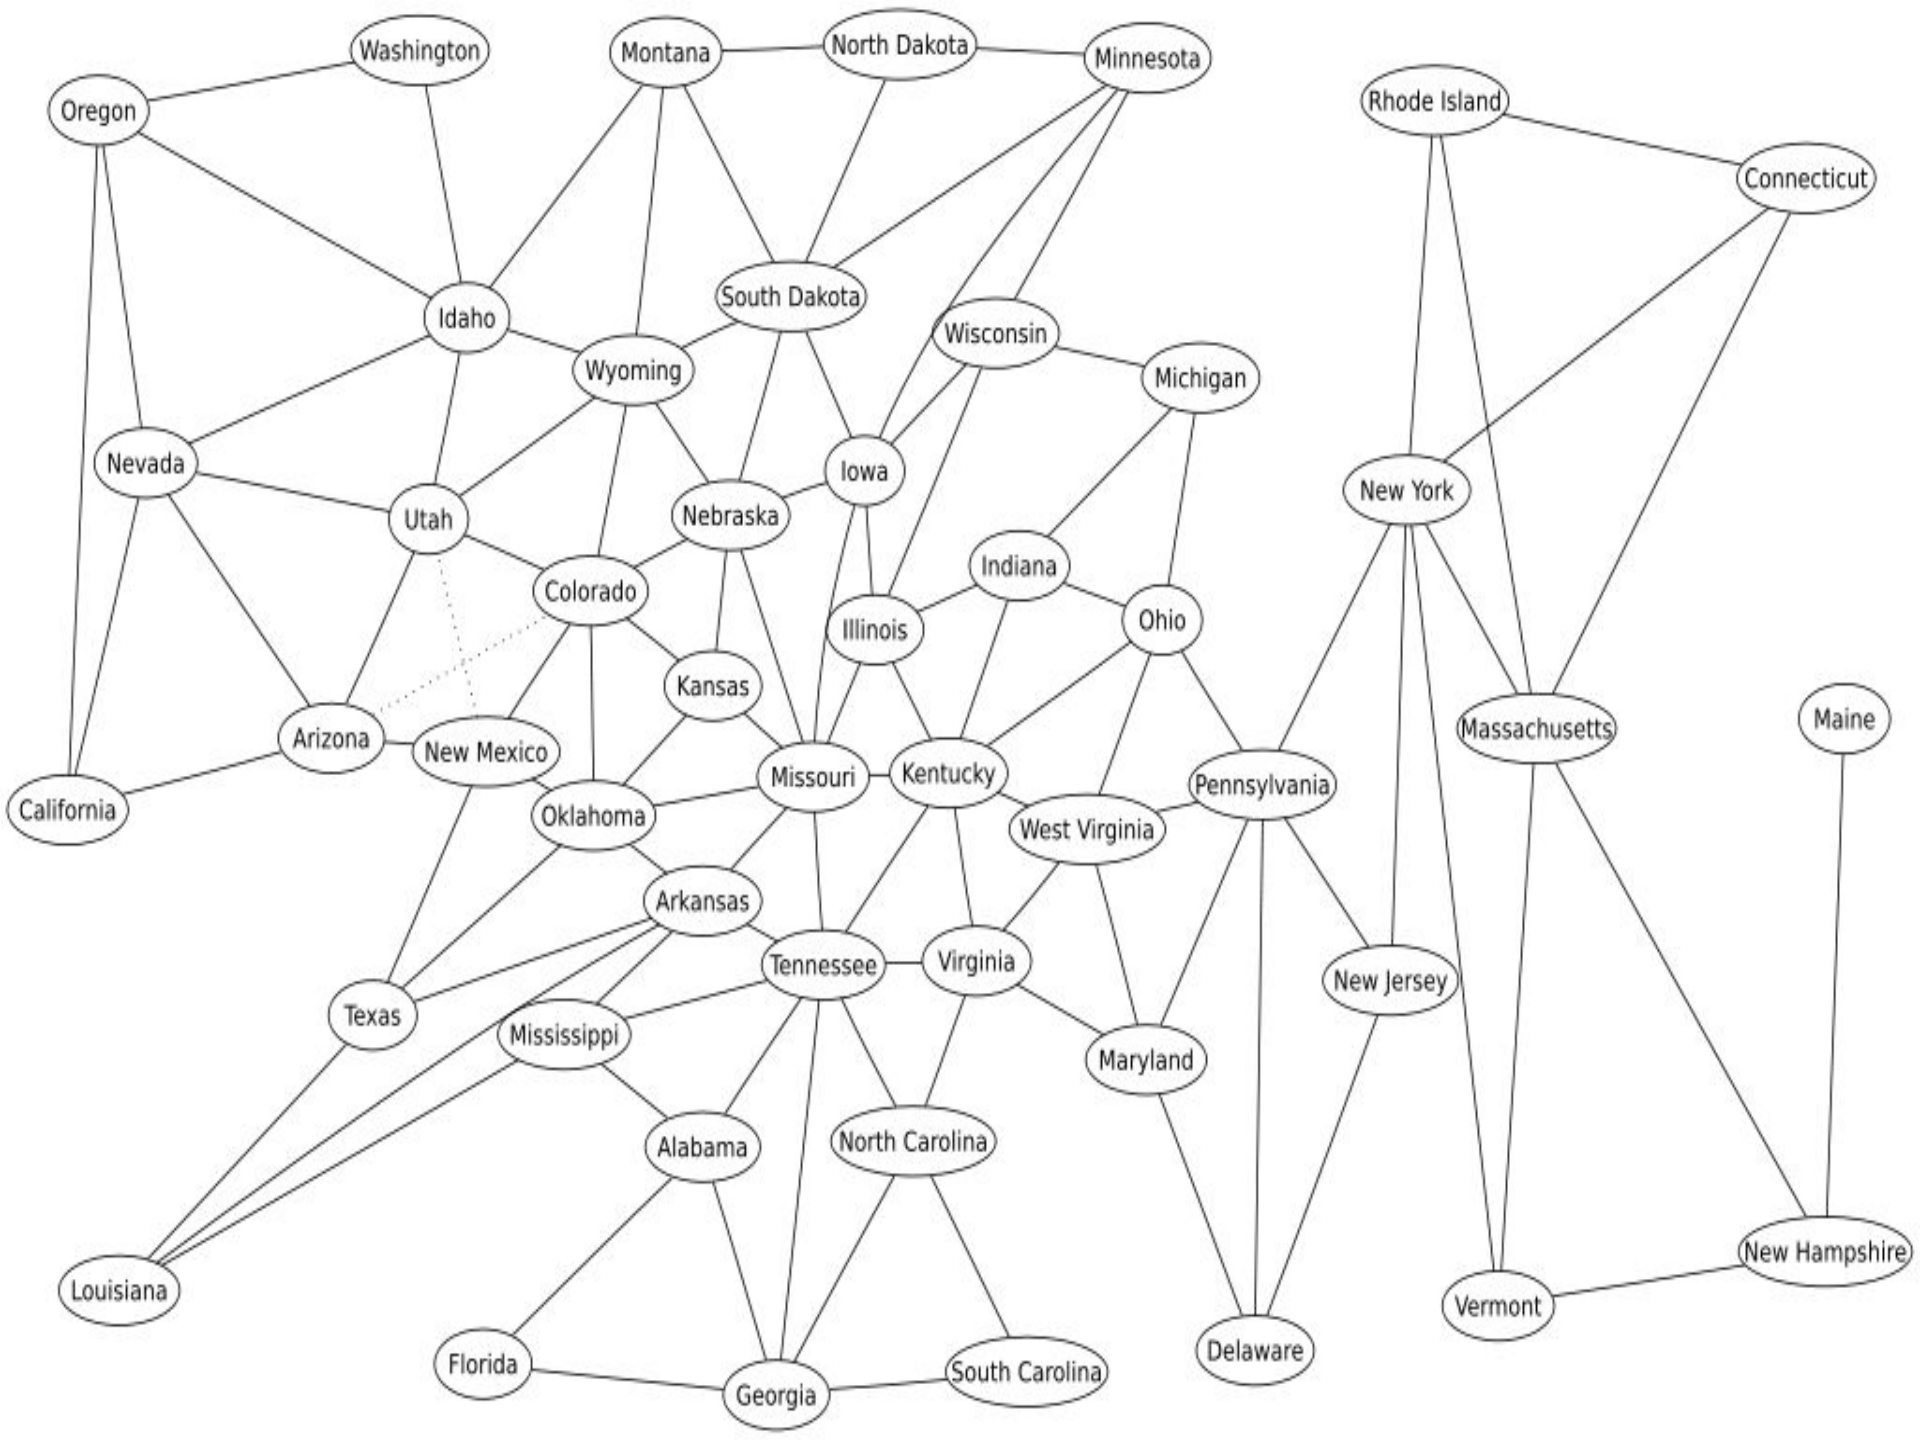 Washington
Montana
North Dakota
Minnesota
Oregon
Rhode Island
Connecticut
South Dakota
Idaho
Wisconsin
Wyoming
Michigan
Nevada
Iowa
New York
Utah
Nebraska
Indiana
Colorado
Illinois
Ohio
Kansas
Massachusetts
Maine
Arizona
New Mexico
Missouri
Kentucky
Pennsylvania
California
Oklahoma
West Virginia
Arkansas
Tennessee
Virginia
New Jersey
Texas
Mississippi
Maryland
Alabama
North Carolina
New Hampshire
Louisiana
Vermont
Delaware
Florida
South Carolina
Georgia